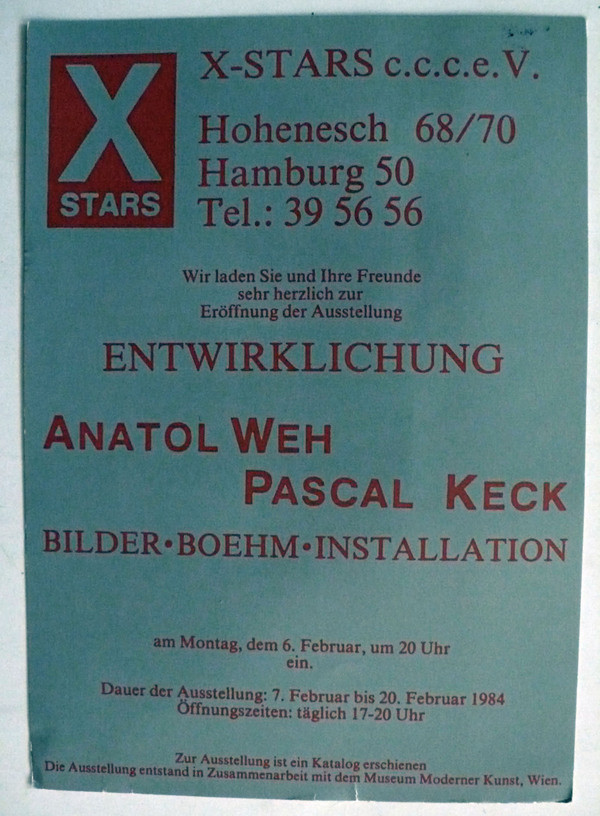 X
STARS
X-STARS c.c.c.e.V.
Hohenesch 68/70
Hamburg 50
Tel.: 39 56 56
Wir laden Sie und Ihre Freunde
sehr herzlich zur
Eröffnung der Ausstellung
ENTWIRKLICHUNG
ANATOL WEH
PASCAL KECK
BILDER•BOEHM•INSTALLATION
am Montag, dem 6. Februar, um 20 Uhr
ein.
Dauer der Ausstellung: 7. Februar bis 20. Februar 1984
Öffnungszeiten: täglich 17-20 Uhr
Zur Ausstellung ist ein Katalog erschienen
Die Ausstellung entstand in Zusammenarbeit mit dem Museum Moderner Kunst, Wien.